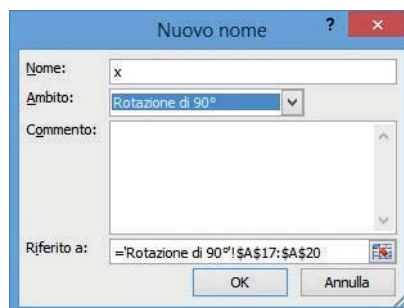 Nuovo nome ? ×
Nome: x
Ambito: Rotazione di 90°
Commento:
Riferito a: ='Rotazione di 90°'!$A$17:$A$20
OK Annulla